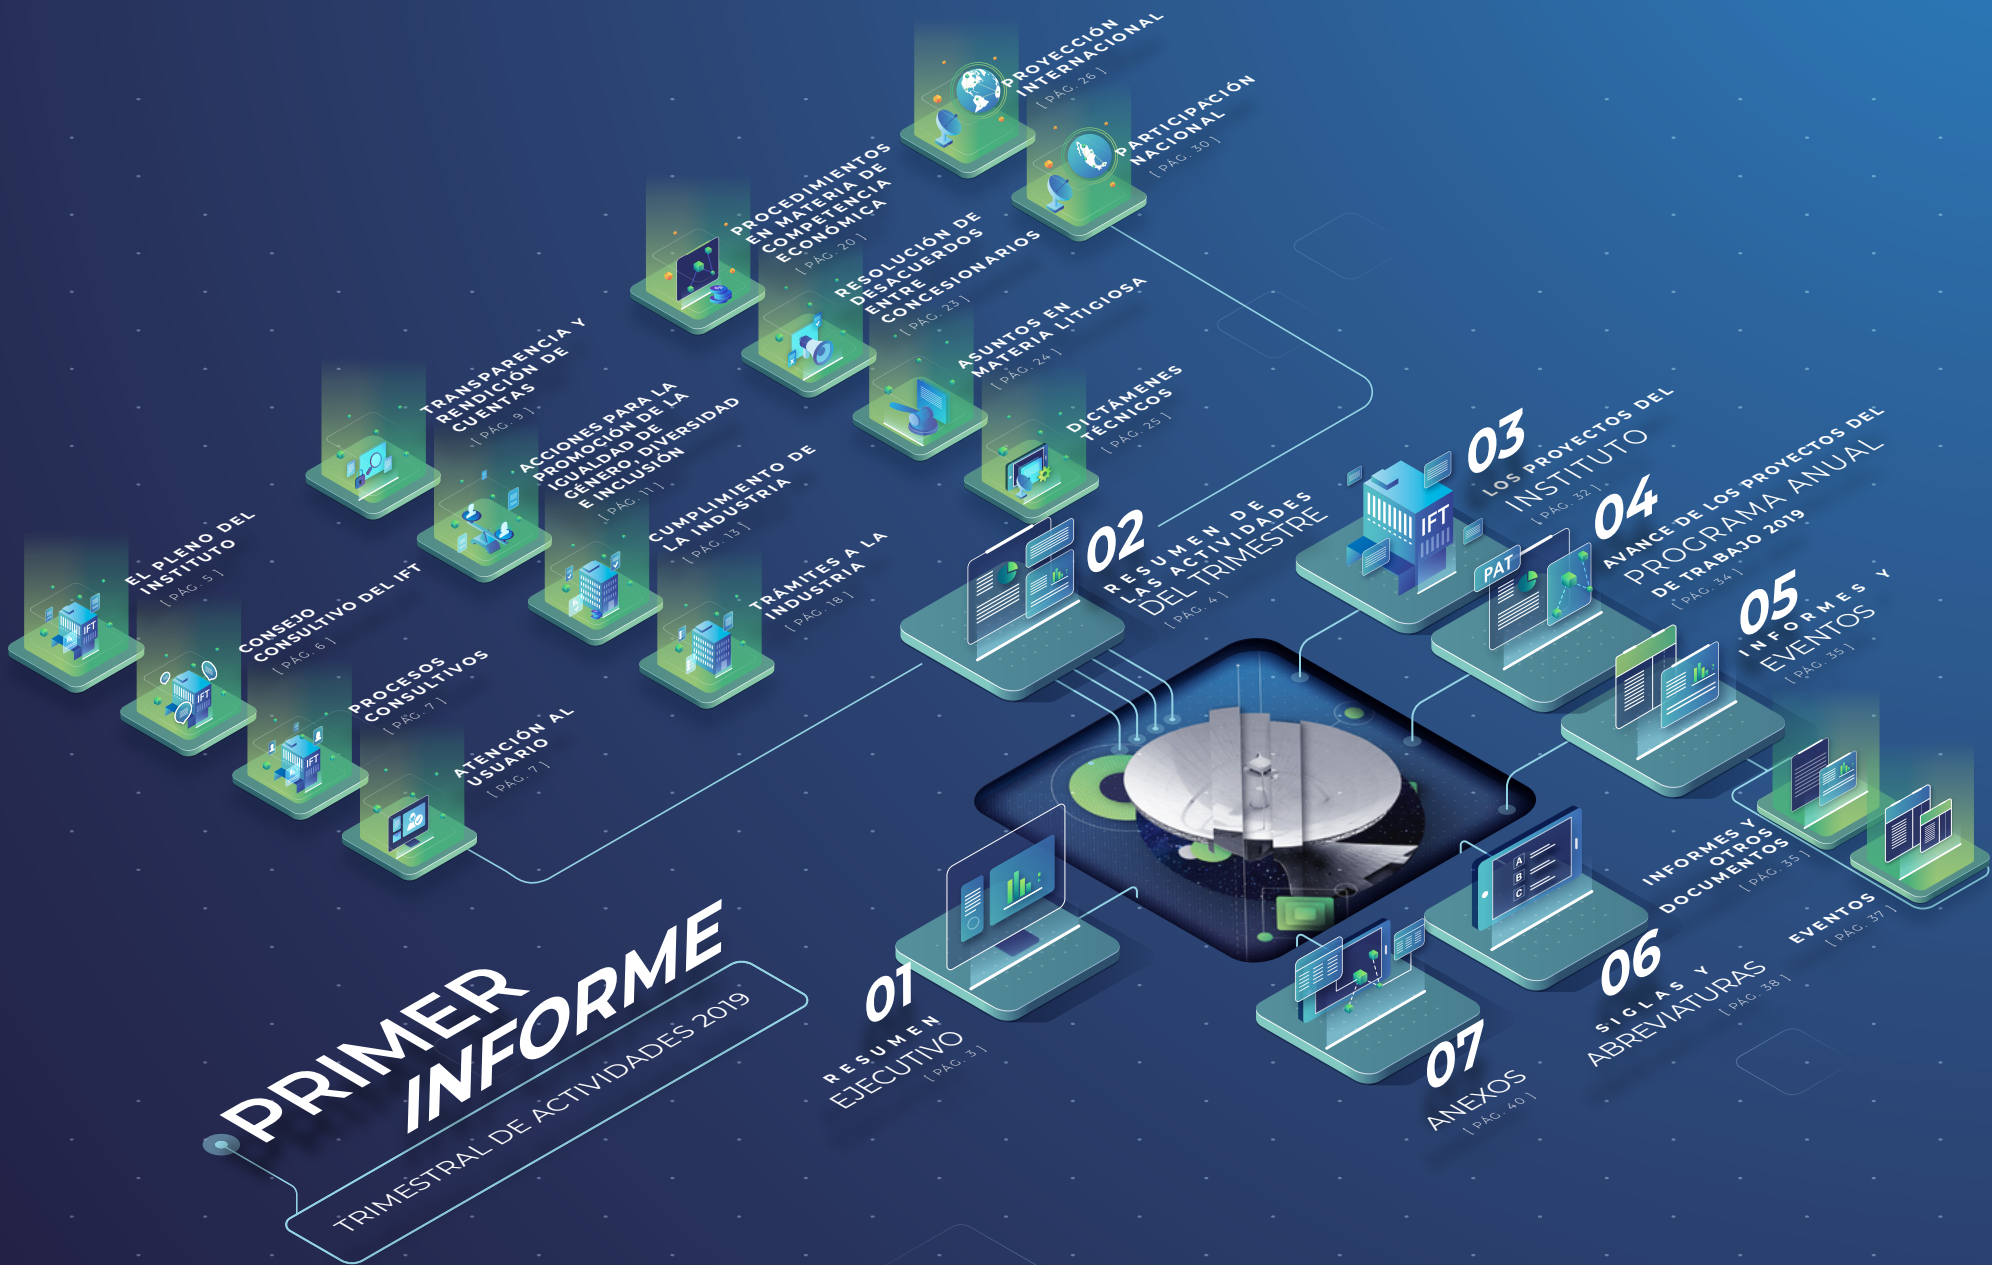 PROYECCIÓN
INTERNACIONAL
[ PÁG. 26 ]
PARTICIPACIÓN
NACIONAL
[ PÁG. 30 ]
PROCEDIMIENTOS
EN MATERIA DE
COMPETENCIA
ECONÓMICA
[ PÁG. 20 ]
RESOLUCIÓN DE
DESACUERDOS
ENTRE
CONCESIONARIOS
[ PÁG. 23 ]
ASUNTOS EN
MATERIA LITIGIOSA
[ PÁG. 24 ]
DICTÁMENES
TÉCNICOS
[ PÁG. 25 ]
TRANSPARENCIA Y
RENDICIÓN DE
CUENTAS
[ PÁG. 9 ]
ACCIONES PARA LA
PROMOCIÓN DE LA
IGUALDAD DE
GÉNERO, DIVERSIDAD
E INCLUSIÓN
[ PÁG. 11 ]
CUMPLIMIENTO DE
LA INDUSTRIA
[ PÁG. 13 ]
TRÁMITES A LA
INDUSTRIA
[ PÁG. 18 ]
EL PLENO DEL
INSTITUTO
[ PÁG. 5 ]
IFT
CONSEJO
CONSULTIVO DEL IFT
[ PÁG. 6 ]
IFT
PROCESOS
CONSULTIVOS
[ PÁG. 7 ]
IFT
ATENCIÓN AL
USUARIO
[ PÁG. 7 ]
02
RESUMEN DE
LAS ACTIVIDADES
DEL TRIMESTRE
[ PÁG. 4 ]
03
LOS PROYECTOS DEL
INSTITUTO
[ PÁG. 32 ]
IFT
04
AVANCE DE LOS PROYECTOS DEL
PROGRAMA ANUAL
DE TRABAJO 2019
[ PÁG. 34 ]
PAT
05
INFORMES Y
EVENTOS
[ PÁG. 35 ]
INFORMES Y
OTROS
DOCUMENTOS
[ PÁG. 35 ]
EVENTOS
[ PÁG. 37 ]
A
B
C
06
SIGLAS Y
ABREVIATURAS
[ PÁG. 38 ]
07
ANEXOS
[ PÁG. 40 ]
01
RESUMEN
EJECUTIVO
[ PÁG. 3 ]
PRIMER
INFORME
TRIMESTRAL DE ACTIVIDADES 2019